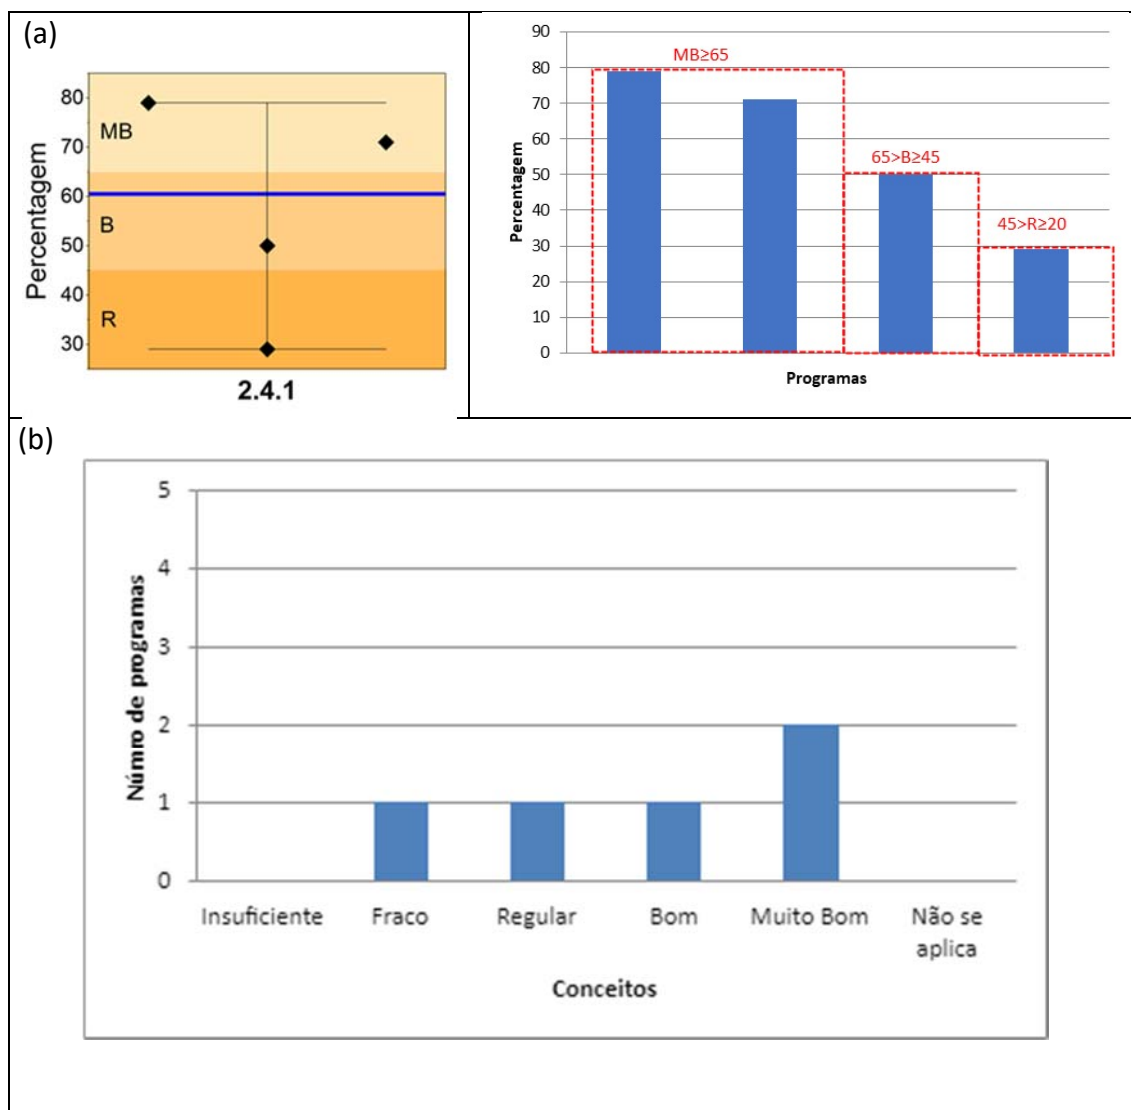 (a)
Percentagem
80
70
60
50
40
30
MB
B
R
2.4.1
Percentagem
90
80
70
60
50
40
30
20
10
0
MB≥65
65>B≥45
45>R≥20
Programas
(b)
Númro de programas
5
4
3
2
1
0
Insuficiente Fraco Regular Bom Muito Bom Não se
aplica
Conceitos